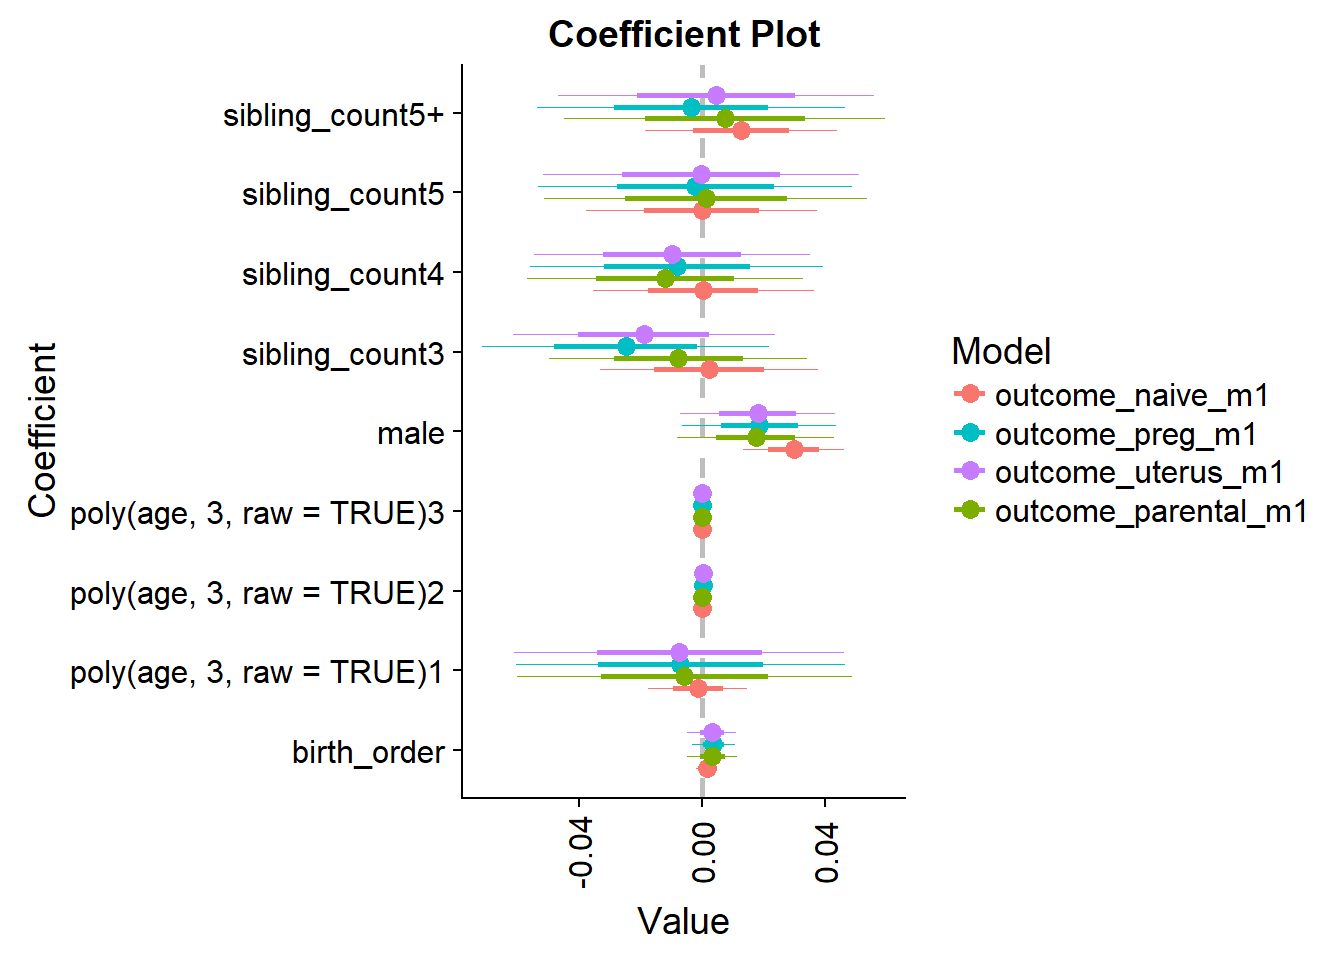 Coefficient Plot
sibling_count5+
sibling_count5
sibling_count4
sibling_count3
male
poly(age, 3, raw = TRUE)3
poly(age, 3, raw = TRUE)2
poly(age, 3, raw = TRUE)1
birth_order
Coefficient
-0.04
0.00
0.04
Value
Model
outcome_naive_m1
outcome_preg_m1
outcome_uterus_m1
outcome_parental_m1